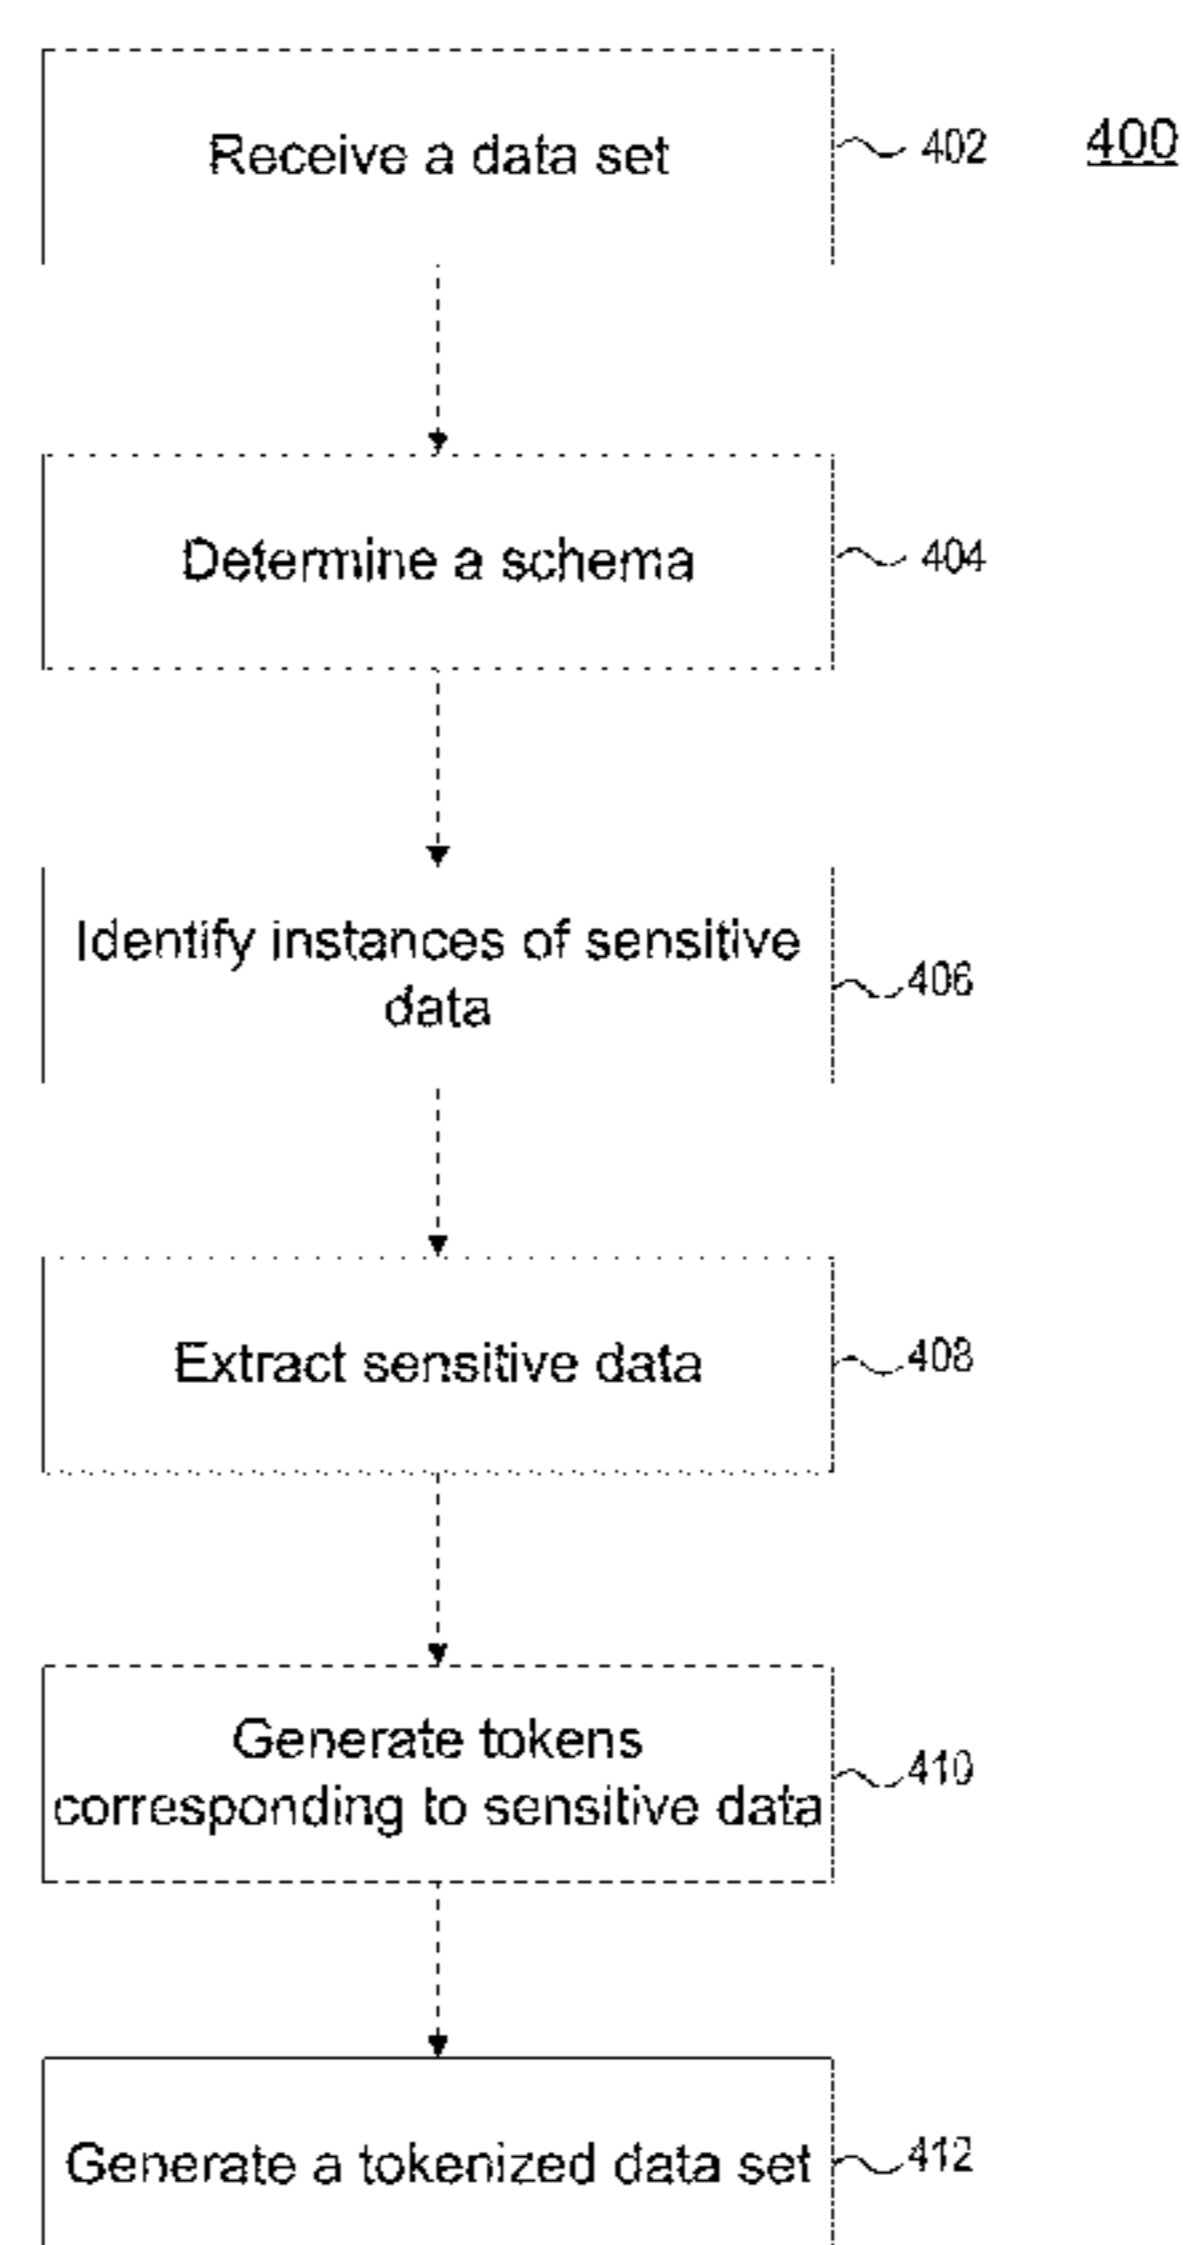 Receive a data set
402
400
Determine a schema
404
Identify instances of sensitive
data
406
Extract sensitive data
408
Generate tokens
corresponding to sensitive data
410
Generate a tokenized data set
412